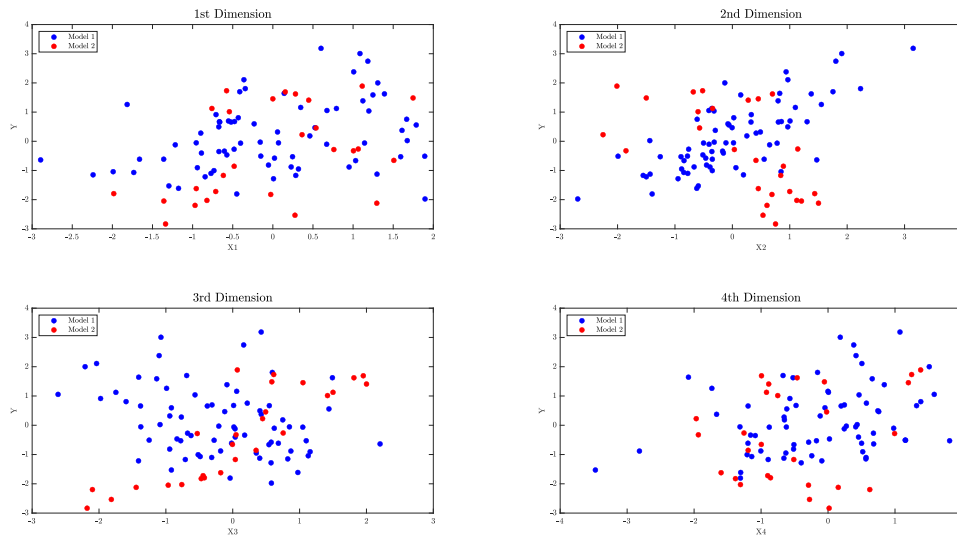 1st Dimension
Model 1
Model 2
4
3
2
1
0
-1
-2
-3
Y
-3 -2.5 -2 -1.5 -1 -0.5 0 0.5 1 1.5 2
X1
2nd Dimension
Model 1
Model 2
4
3
2
1
0
-1
-2
-3
Y
-3 -2 -1 0 1 2 3
X2
3rd Dimension
Model 1
Model 2
4
3
2
1
0
-1
-2
-3
Y
-3 -2 -1 0 1 2 3
X3
4th Dimension
Model 1
Model 2
4
3
2
1
0
-1
-2
-3
Y
-4 -3 -2 -1 0 1
X4